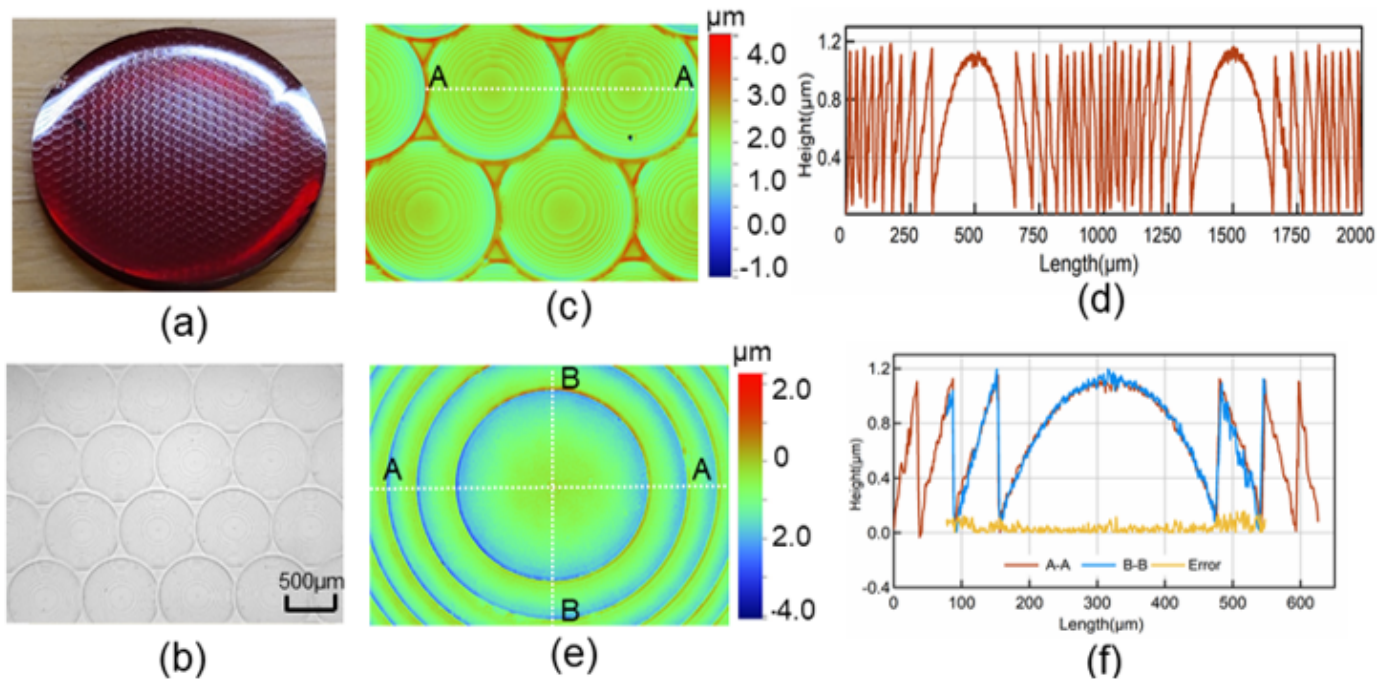 (a)
(b)
500µm
µm
4.0
3.0
2.0
1.0
0.0
-1.0
A
A
(c)
1.2
0.8
0.4
Height(µm)
0
250
500
750
1000
1250
1500
1750
2000
Length(µm)
(d)
µm
2.0
0
2.0
-4.0
B
A
A
B
(e)
1.2
0.8
0.4
0.0
-0.4
Height(µm)
A-A
B-B
Error
0
100
200
300
400
500
600
Length(µm)
(f)